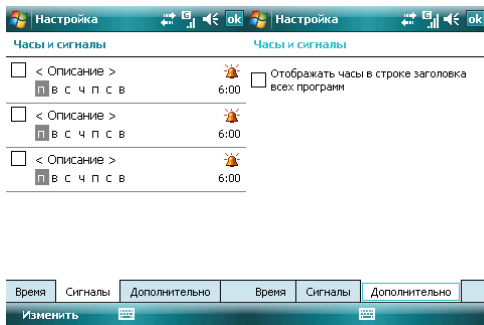 Настройка
G
ok
Часы и сигналы
< Описание >
П В С Ч П С В
6:00
< Описание >
П В С Ч П С В
6:00
< Описание >
П В С Ч П С В
6:00
Время
Сигналы
Дополнительно
Изменить
Настройка
G
ok
Часы и сигналы
Отображать часы в строке заголовка
всех программ
Время
Сигналы
Дополнительно